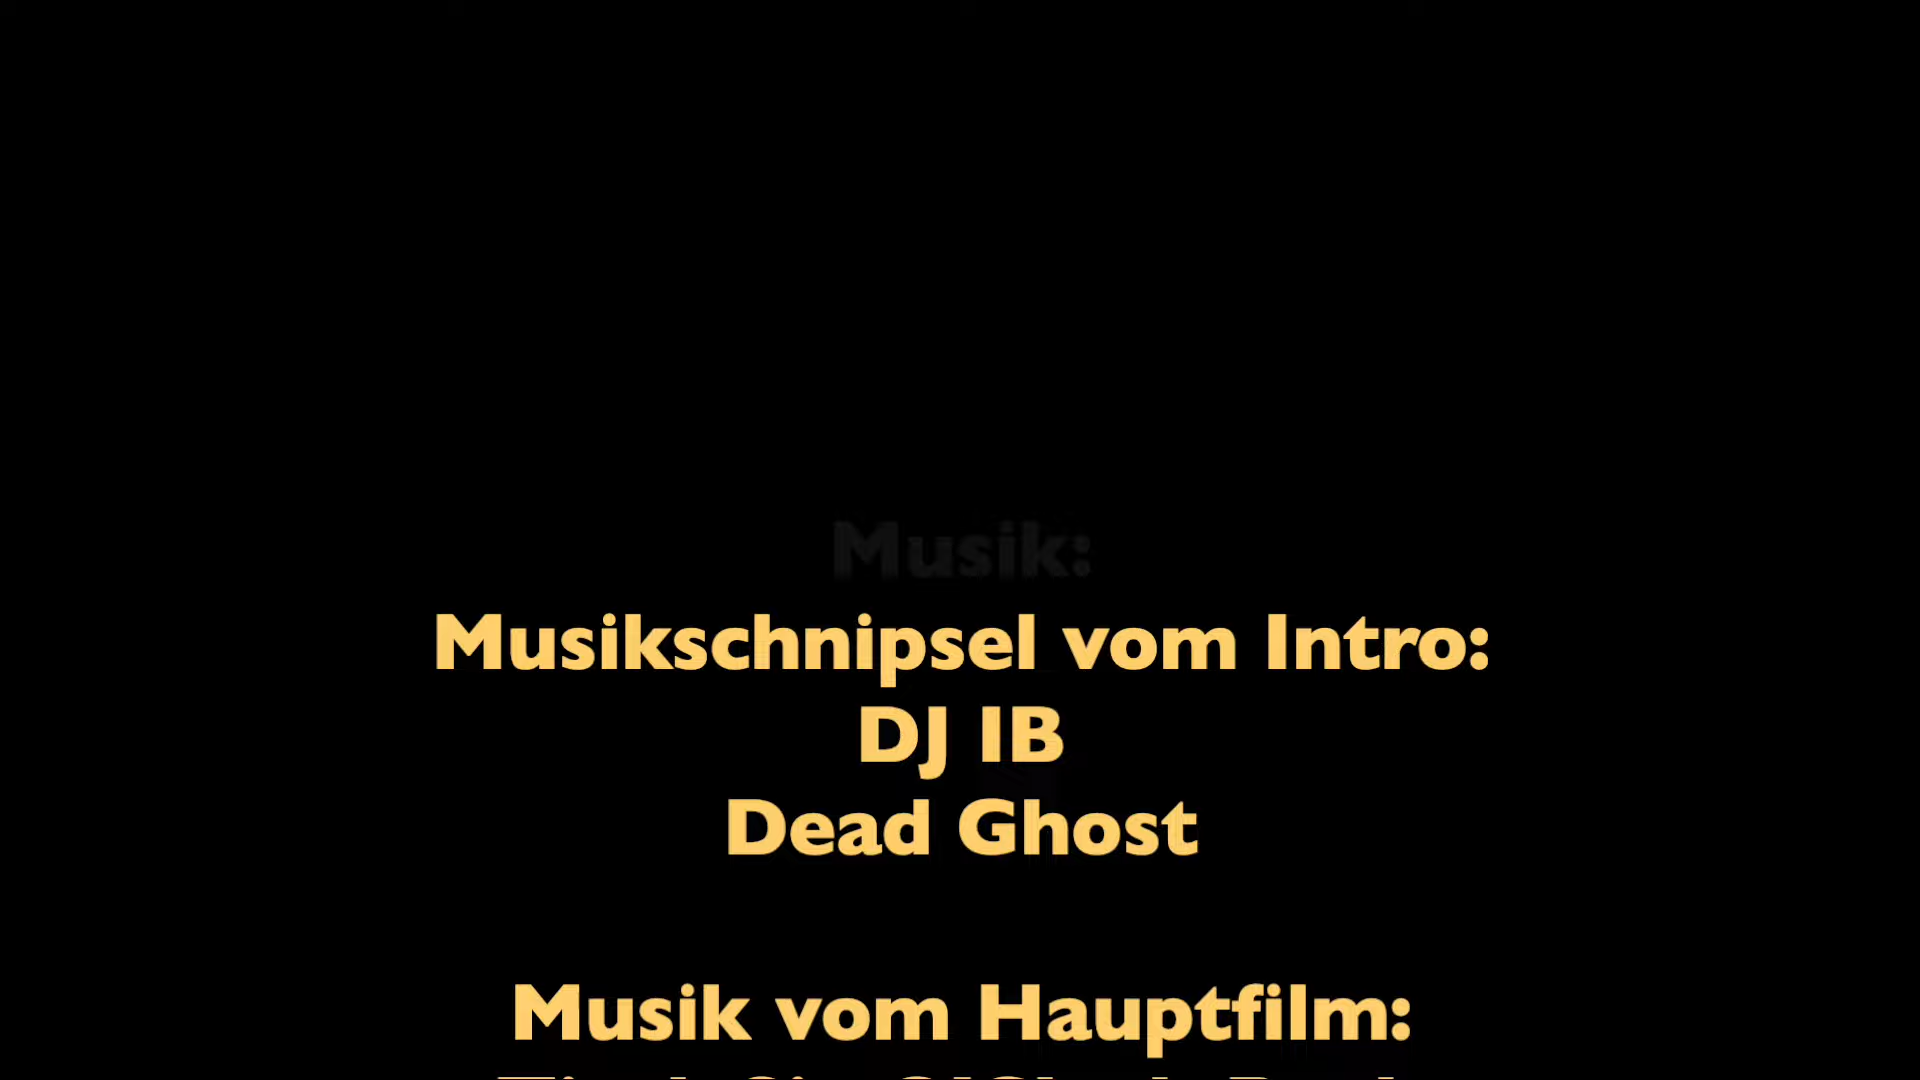 Musik:
Musikschnipsel vom Intro:
DJ IB
Dead Ghost
Musik vom Hauptfilm: